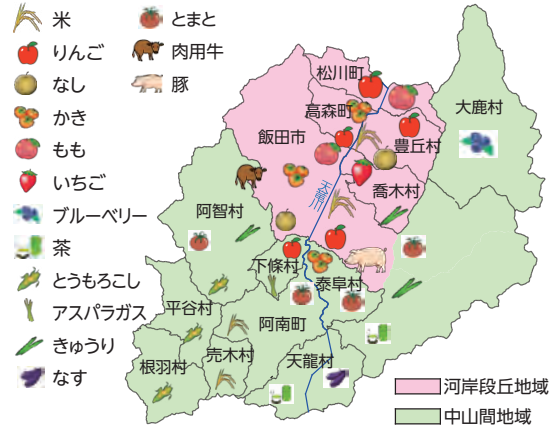 米
りんご
なし
かき
もも
いちご
ブルーベリー
茶
とうもろこし
アスパラガス
きゅうり
なす
とまと
肉用牛
豚
松川町
高森町
大鹿村
飯田市
豊丘村
天竜川
喬木村
阿智村
下條村
泰阜村
平谷村
阿南町
売木村
根羽村
天龍村
河岸段丘地域
中山間地域